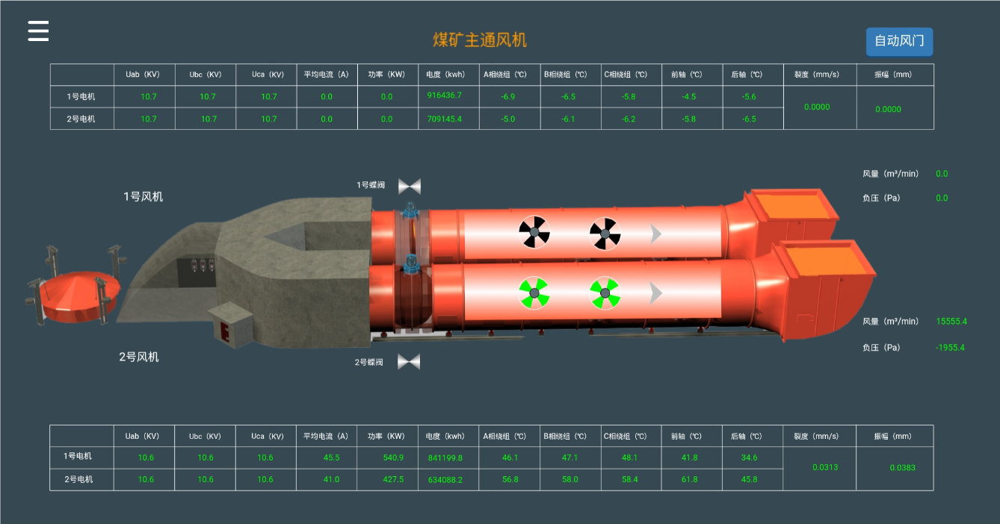 煤矿主通风机
自动风门
Uab（KV） Ubc（KV） Uca（KV） 平均电流（A） 功率（KW） 电度（kwh） A相绕组（℃） B相绕组（℃） C相绕组（℃） 前轴（℃） 后轴（℃） 裂度（mm/s） 振幅（mm）
1号电机 10.7 10.7 10.7 0.0 0.0 916436.7 -6.9 -6.5 -5.8 -4.5 -5.6
0.0000 0.0000
2号电机 10.7 10.7 10.7 0.0 0.0 709145.4 -5.0 -6.1 -6.2 -5.8 -6.5
风量（m³/min） 0.0
1号蝶阀
1号风机
负压（Pa） 0.0
风量（m³/min） 15555.4
负压（Pa） -1955.4
2号风机
2号蝶阀
Uab（KV） Ubc（KV） Uca（KV） 平均电流（A） 功率（KW） 电度（kwh） A相绕组（℃） B相绕组（℃） C相绕组（℃） 前轴（℃） 后轴（℃） 裂度（mm/s） 振幅（mm）
1号电机 10.6 10.6 10.6 45.5 540.9 841199.8 46.1 47.1 48.1 41.8 34.6
0.0313 0.0383
2号电机 10.6 10.6 10.6 41.0 427.5 634088.2 56.8 58.0 58.4 61.8 45.8